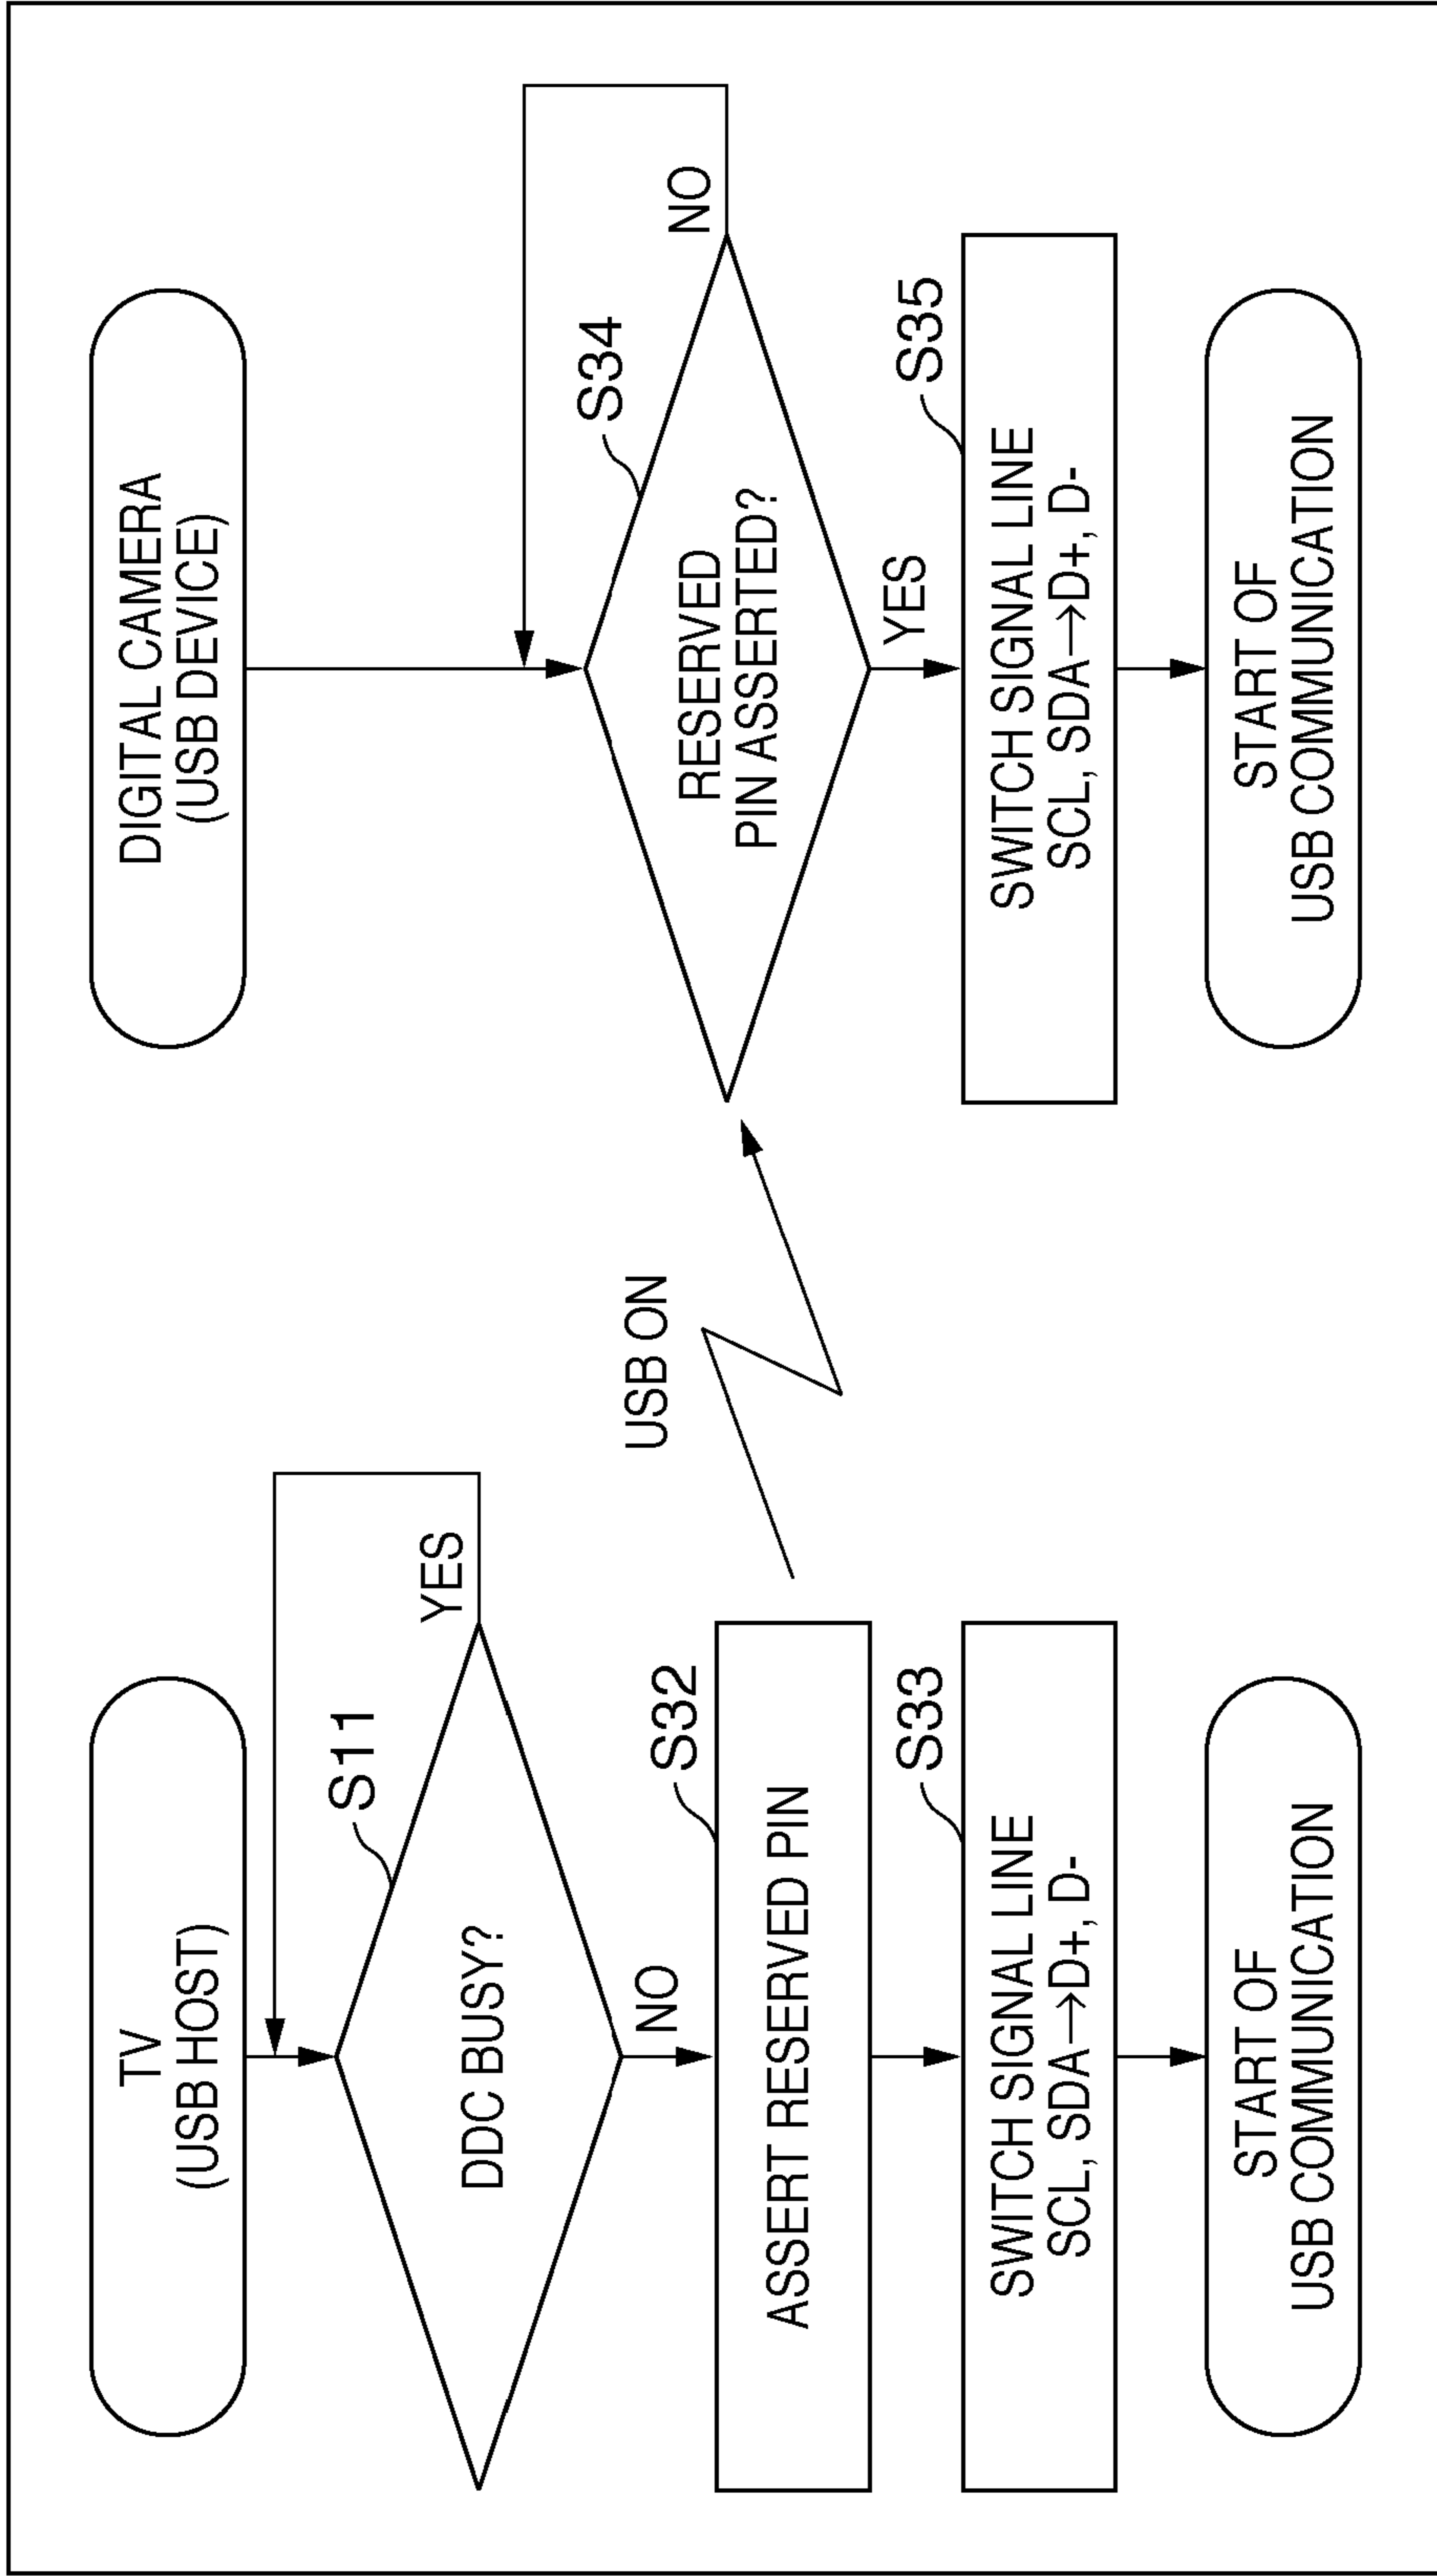 TV
(USB HOST)
S11
DDC BUSY?
YES
NO
S32
ASSERT RESERVED PIN
USB ON
S33
SWITCH SIGNAL LINE
SCL, SDA→D+, D-
START OF
USB COMMUNICATION
DIGITAL CAMERA
(USB DEVICE)
S34
RESERVED
PIN ASSERTED?
NO
YES
S35
SWITCH SIGNAL LINE
SCL, SDA→D+, D-
START OF
USB COMMUNICATION